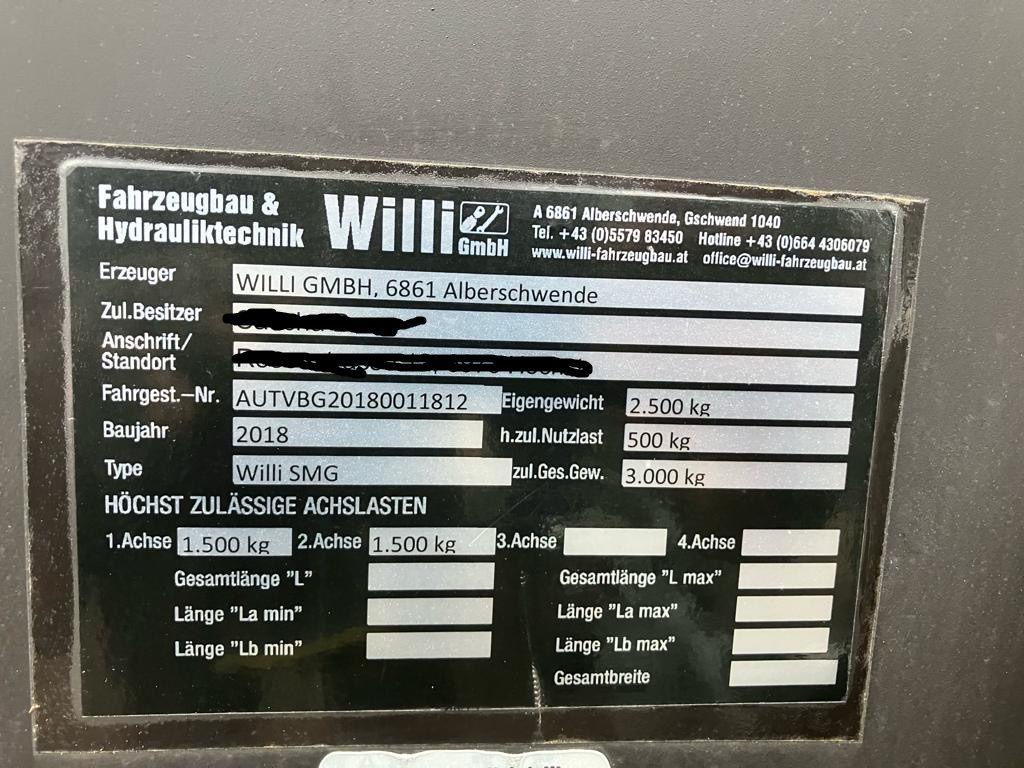 Fahrzeugbau &
Hydrauliktechnik
Willi
GmbH
A 6861 Alberschwende, Gschwend 1040
Tel. +43 (0)5579 83450 Hotline +43 (0)664 4306079
www.willi-fahrzeugbau.at office@willi-fahrzeugbau.at
Erzeuger WILLI GMBH, 6861 Alberschwende
Zul.Besitzer
Anschrift/
Standort
Fahrgest.-Nr. AUTVBG20180011812 Eigengewicht 2.500 kg
Baujahr 2018 h.zul.Nutzlast 500 kg
Type Willi SMG zul.Ges.Gew. 3.000 kg
HÖCHST ZULÄSSIGE ACHSLASTEN
1.Achse 1.500 kg 2.Achse 1.500 kg 3.Achse 4.Achse
Gesamtlänge "L" Gesamtlänge "L max"
Länge "La min" Länge "La max"
Länge "Lb min" Länge "Lb max"
Gesamtbreite